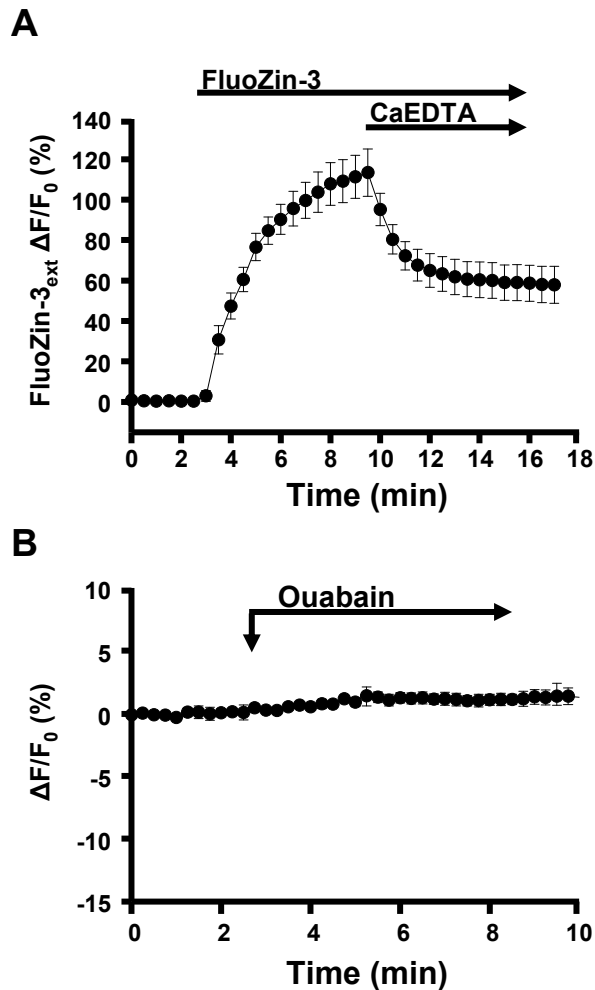 A
FluoZin-3
CaEDTA
140
120
100
80
60
40
20
0
FluoZin-3ext ΔF/F0 (%)
0 2 4 6 8 10 12 14 16 18
Time (min)
B
Ouabain
10
5
0
-5
-10
-15
ΔF/F0 (%)
0 2 4 6 8 10
Time (min)